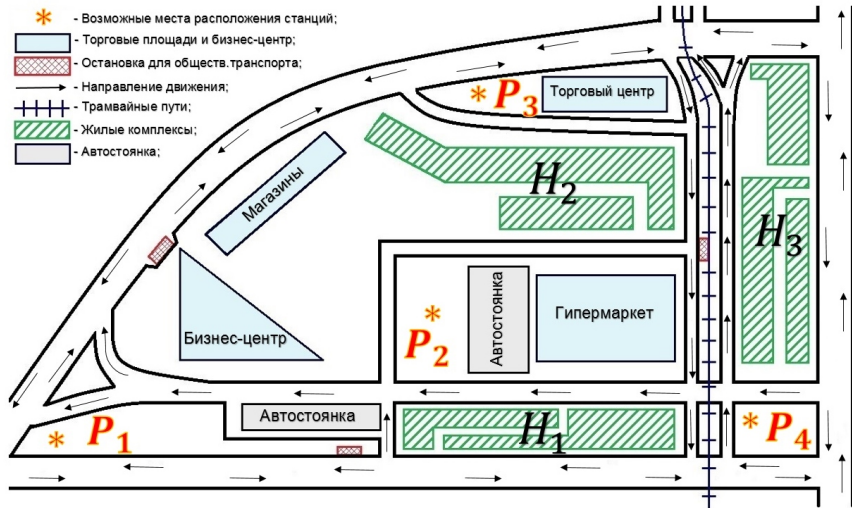 - Возможные места расположения станций;
- Торговые площади и бизнес-центр;
- Остановка для обществ.транспорта;
- Направление движения;
- Трамвайные пути;
- Жилые комплексы;
- Автостоянка;
P3
Торговый центр
Магазины
H2
H3
Бизнес-центр
P2
Автостоянка
Гипермаркет
P1
Автостоянка
H1
P4